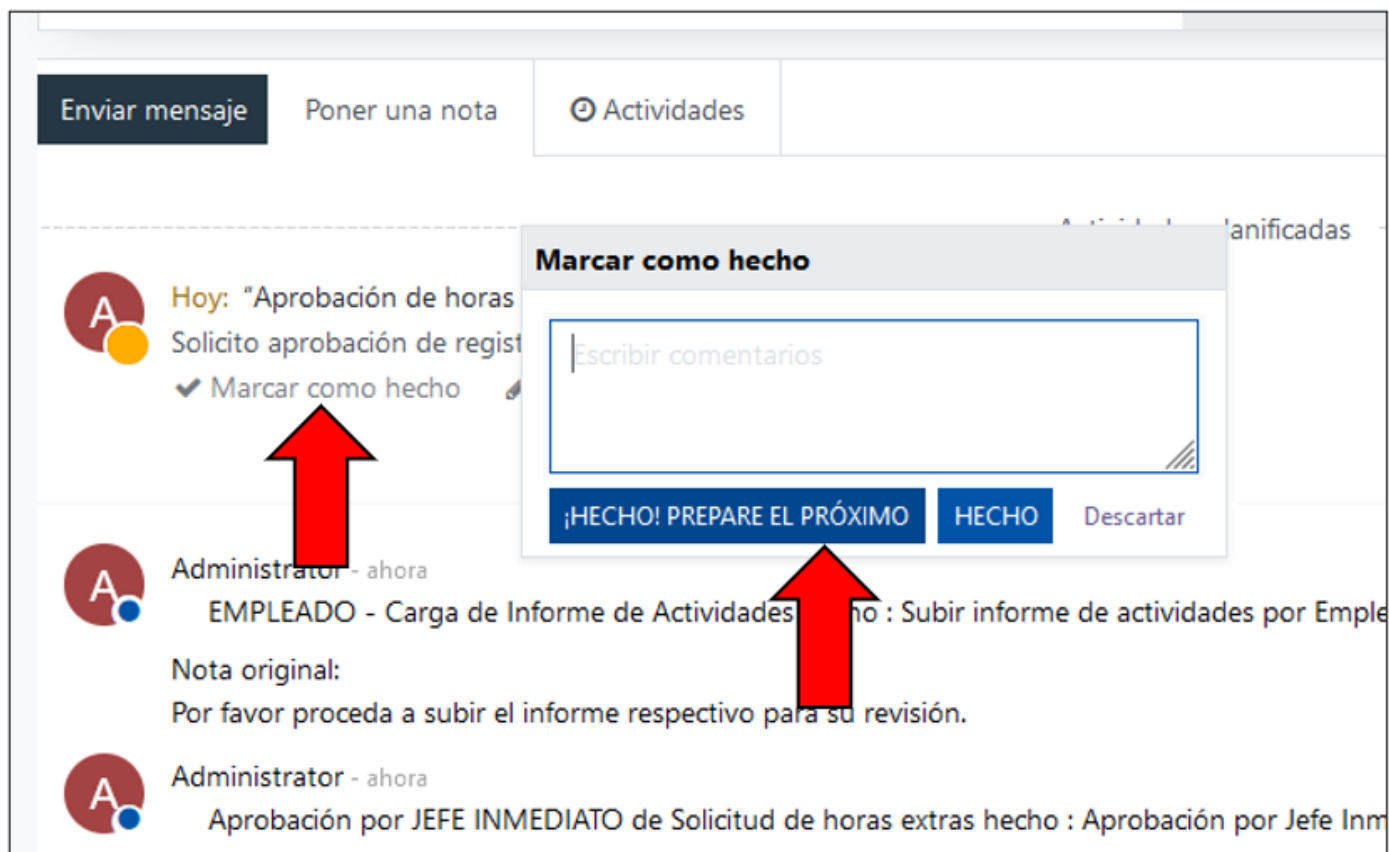 Enviar mensaje Poner una nota Actividades
planificadas
Marcar como hecho
Hoy: "Aprobación de horas
Solicito aprobación de regist
Escribir comentarios
Marcar como hecho
¡HECHO! PREPARE EL PRÓXIMO HECHO Descartar
Administrator - ahora
EMPLEADO - Carga de Informe de Actividades : Subir informe de actividades por Emple
Nota original:
Por favor proceda a subir el informe respectivo para su revisión.
Administrator - ahora
Aprobación por JEFE INMEDIATO de Solicitud de horas extras hecho : Aprobación por Jefe Inm